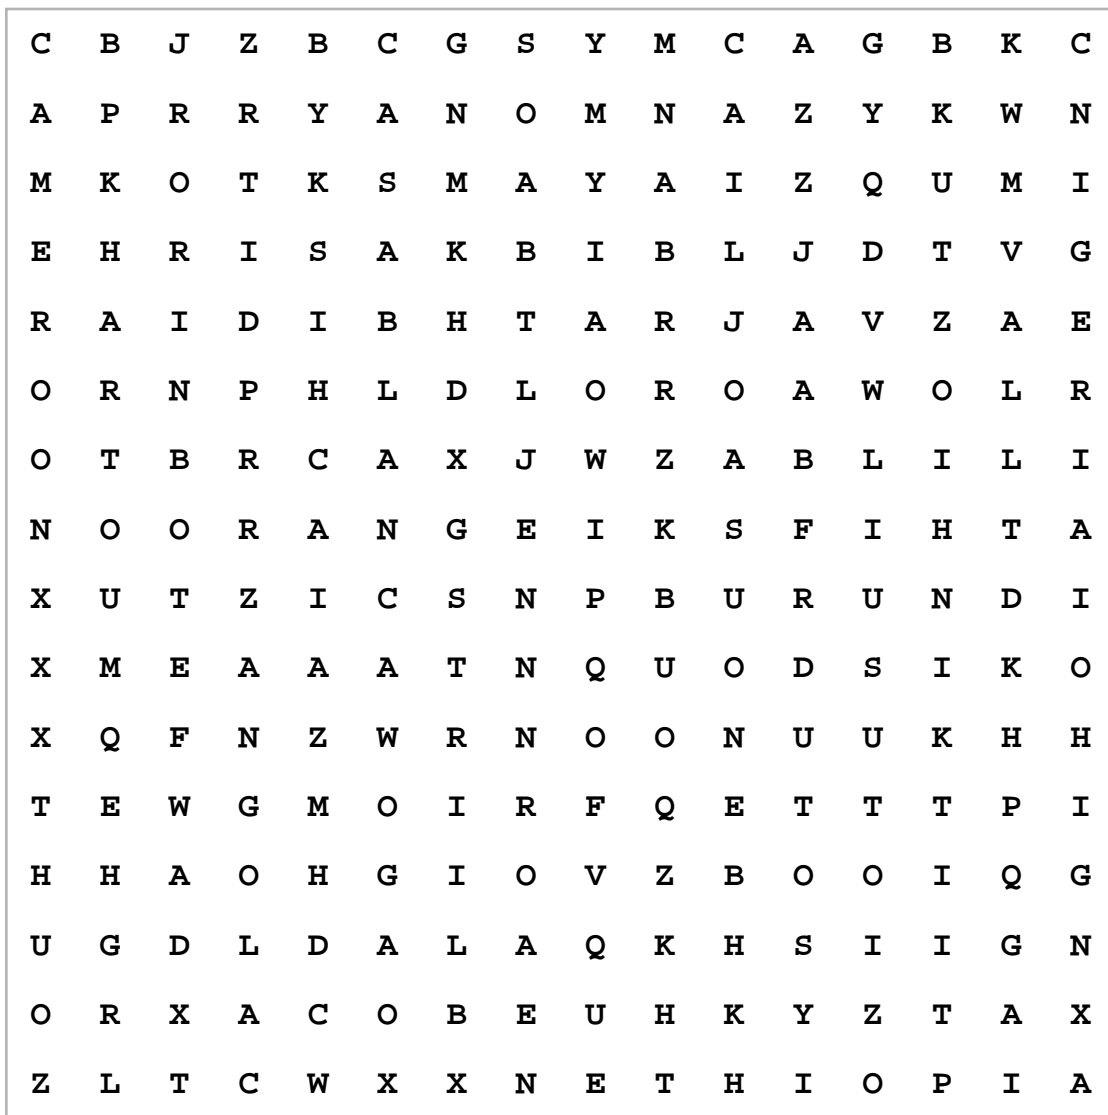 C B J Z B C G S Y M C A G B K C
A P R R Y A N O M N A Z Y K W N
M K O T K S M A Y A I Z Q U M I
E H R I S A K B I B L J D T V G
R A I D I B H T A R J A V Z A E
O R N P H L D L O R O A W O L R
O T B R C A X J W Z A B L I L I
N O O R A N G E I K S F I H T A
X U T Z I C S N P B U R U N D I
X M E A A A T N Q U O D S I K O
X Q F N Z W R N O O N U U K H H
T E W G M O I R F Q E T T T P I
H H A O H G I O V Z B O O I Q G
U G D L D A L A Q K H S I I G N
O R X A C O B E U H K Y Z T A X
Z L T C W X X N E T H I O P I A